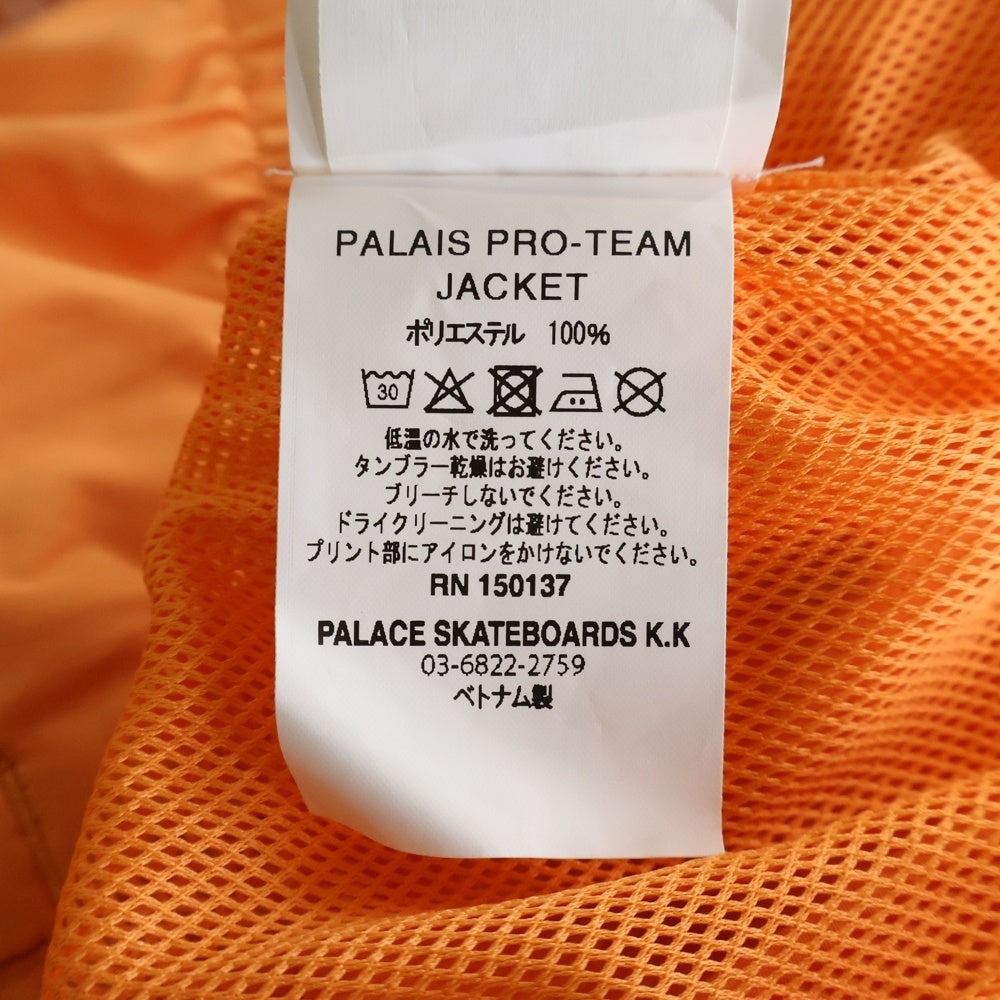 PALAIS PRO-TEAM
JACKET
ポリエステル 100%
30
低温の水で洗ってください。
タンブラー乾燥はお避けください。
ブリーチしないでください。
ドライクリーニングは避けてください。
プリント部にアイロンをかけないでください。
RN 150137
PALACE SKATEBOARDS K.K
03-6822-2759
ベトナム製